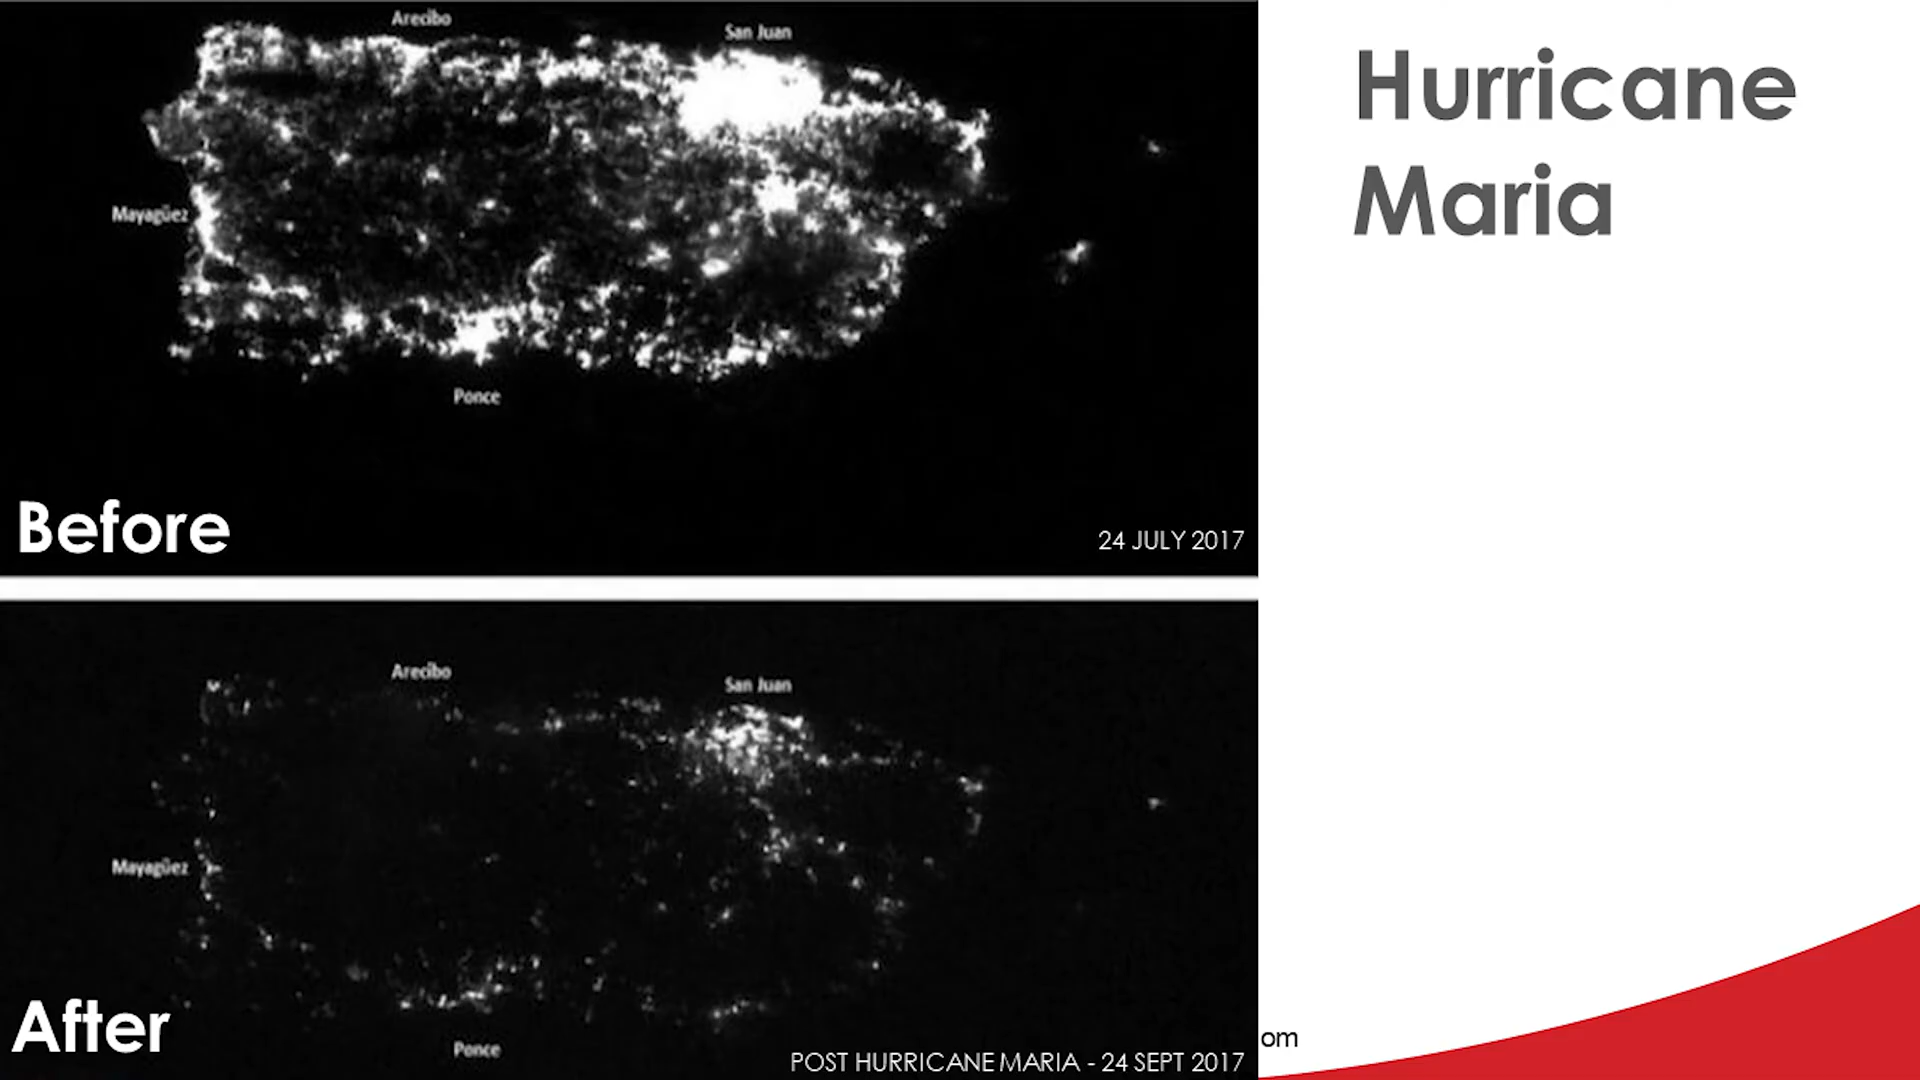 Arecibo
San Juan
Mayagüez
Ponce
Before
24 JULY 2017
Hurricane
Maria
Arecibo
San Juan
Mayagüez
Ponce
After
POST HURRICANE MARIA - 24 SEPT 2017
om